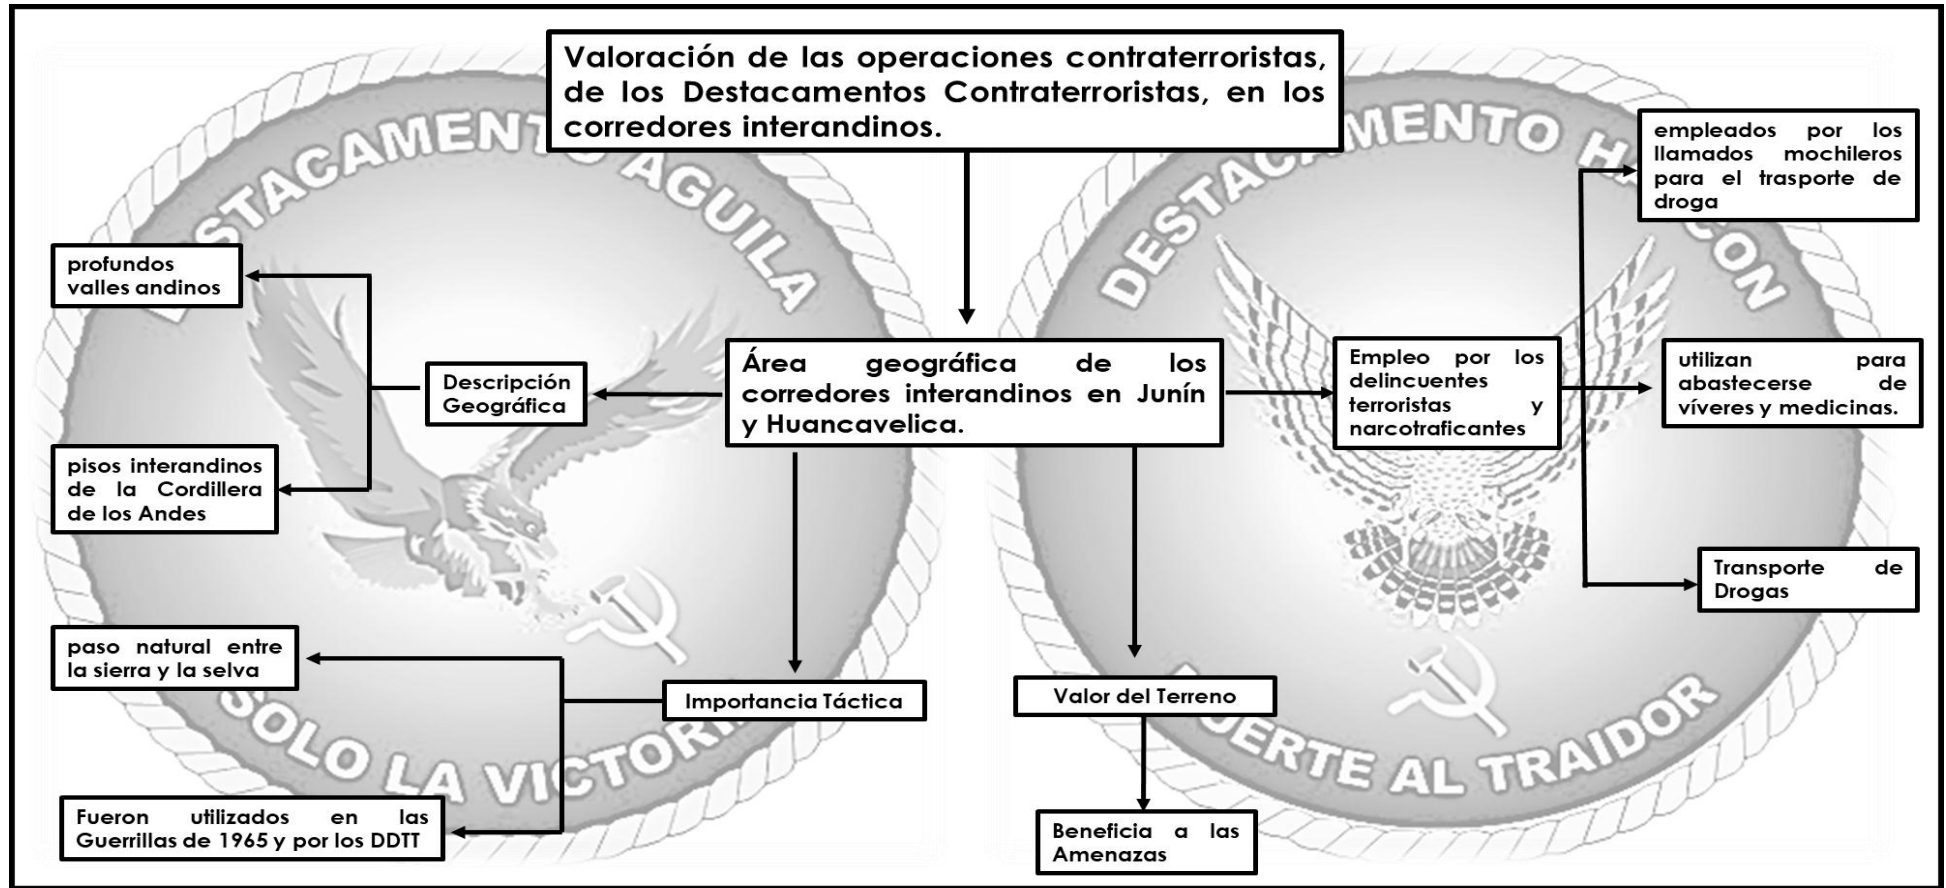 Valoración de las operaciones contraterroristas,
de los Destacamentos Contraterroristas, en los
corredores interandinos.
DESTACAMENTO AGUILA
SOLO LA VICTORIA
DESTACAMENTO HALCON
MUERTE AL TRAIDOR
Área geográfica de los
corredores interandinos en Junín
y Huancavelica.
Descripción
Geográfica
profundos
valles andinos
pisos interandinos
de la Cordillera
de los Andes
Importancia Táctica
paso natural entre
la sierra y la selva
Fueron utilizados en las
Guerrillas de 1965 y por los DDTT
Valor del Terreno
Beneficia a las
Amenazas
Empleo por los
delincuentes
terroristas y
narcotraficantes
empleados por los
llamados mochileros
para el trasporte de
droga
utilizan para
abastecerse de
víveres y medicinas.
Transporte de
Drogas